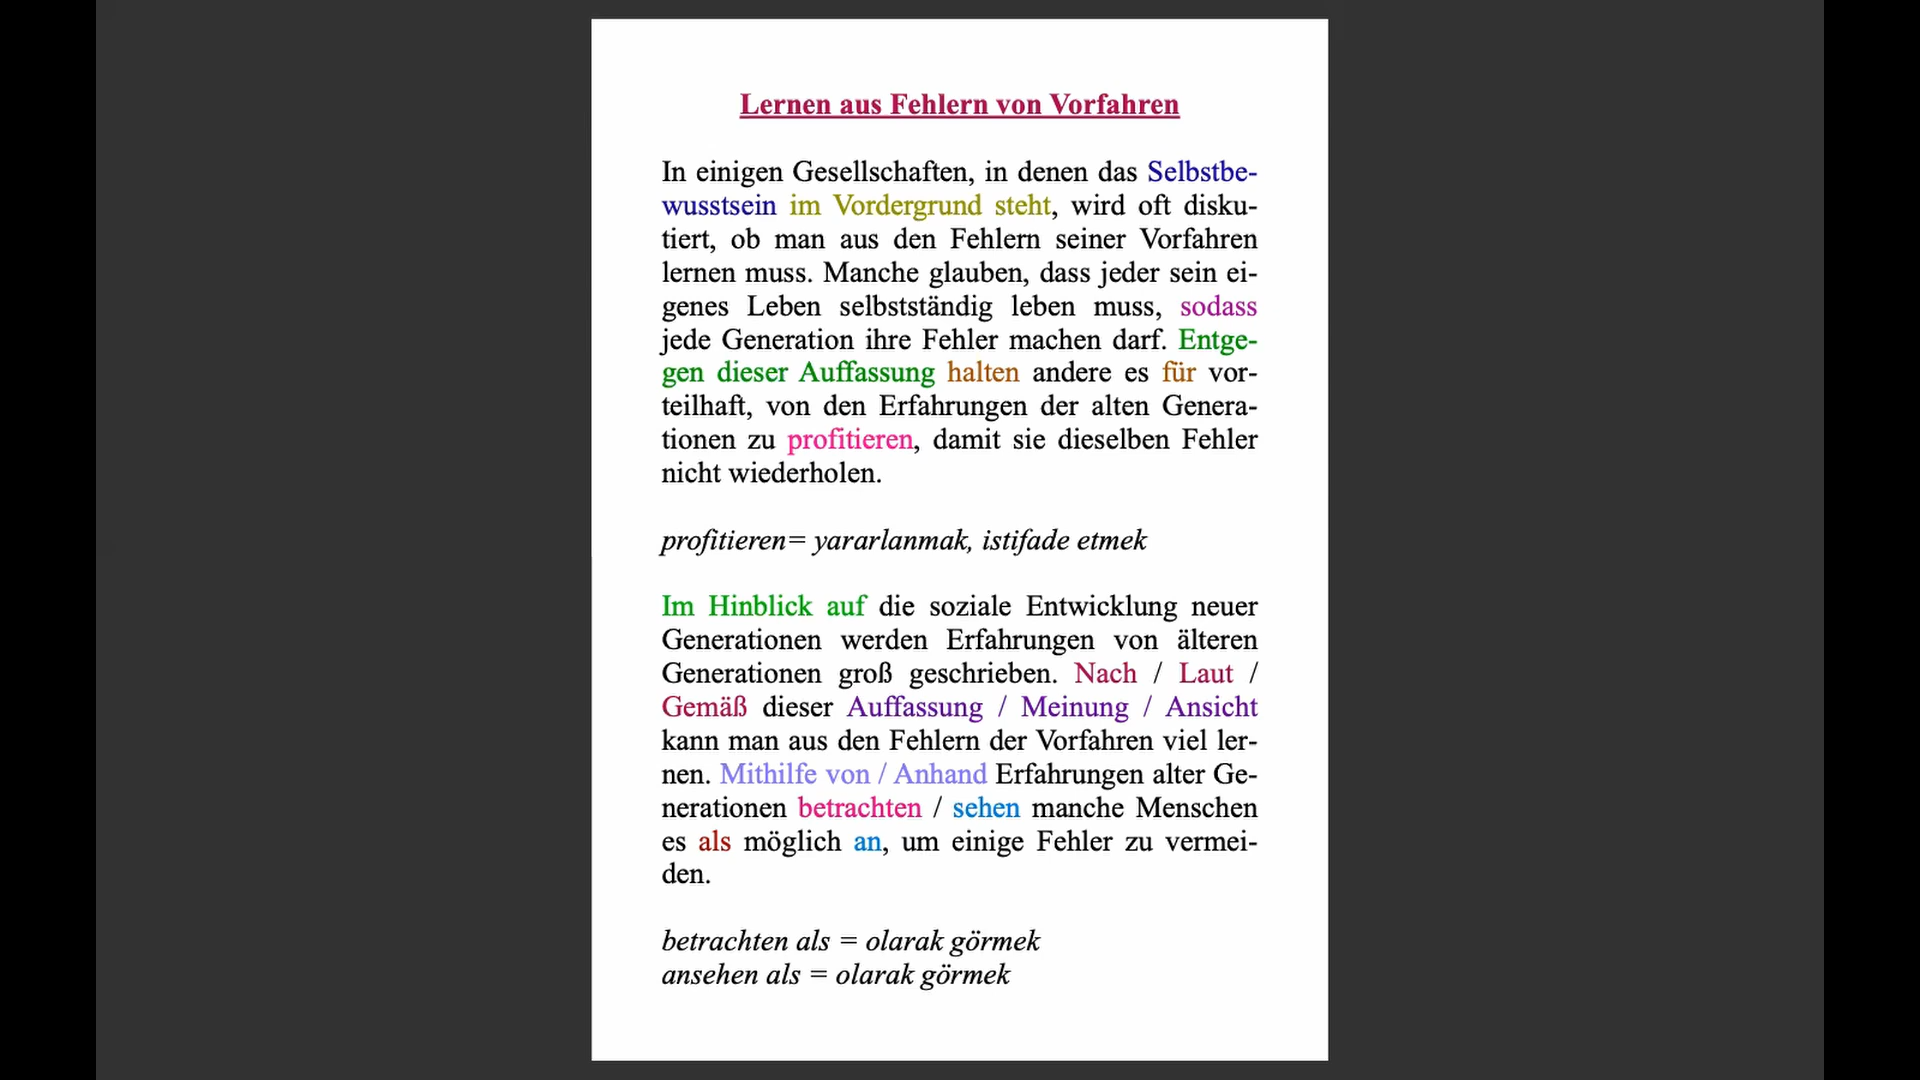 Lernen aus Fehlern von Vorfahren
In einigen Gesellschaften, in denen das Selbstbe-
wusstsein im Vordergrund steht, wird oft disku-
tiert, ob man aus den Fehlern seiner Vorfahren
lernen muss. Manche glauben, dass jeder sein ei-
genes Leben selbstständig leben muss, sodass
jede Generation ihre Fehler machen darf. Entge-
gen dieser Auffassung halten andere es für vor-
teilhaft, von den Erfahrungen der alten Genera-
tionen zu profitieren, damit sie dieselben Fehler
nicht wiederholen.
profitieren= yararlanmak, istifade etmek
Im Hinblick auf die soziale Entwicklung neuer
Generationen werden Erfahrungen von älteren
Generationen groß geschrieben. Nach / Laut /
Gemäß dieser Auffassung / Meinung / Ansicht
kann man aus den Fehlern der Vorfahren viel ler-
nen. Mithilfe von / Anhand Erfahrungen alter Ge-
nerationen betrachten / sehen manche Menschen
es als möglich an, um einige Fehler zu vermei-
den.
betrachten als = olarak görmek
ansehen als = olarak görmek